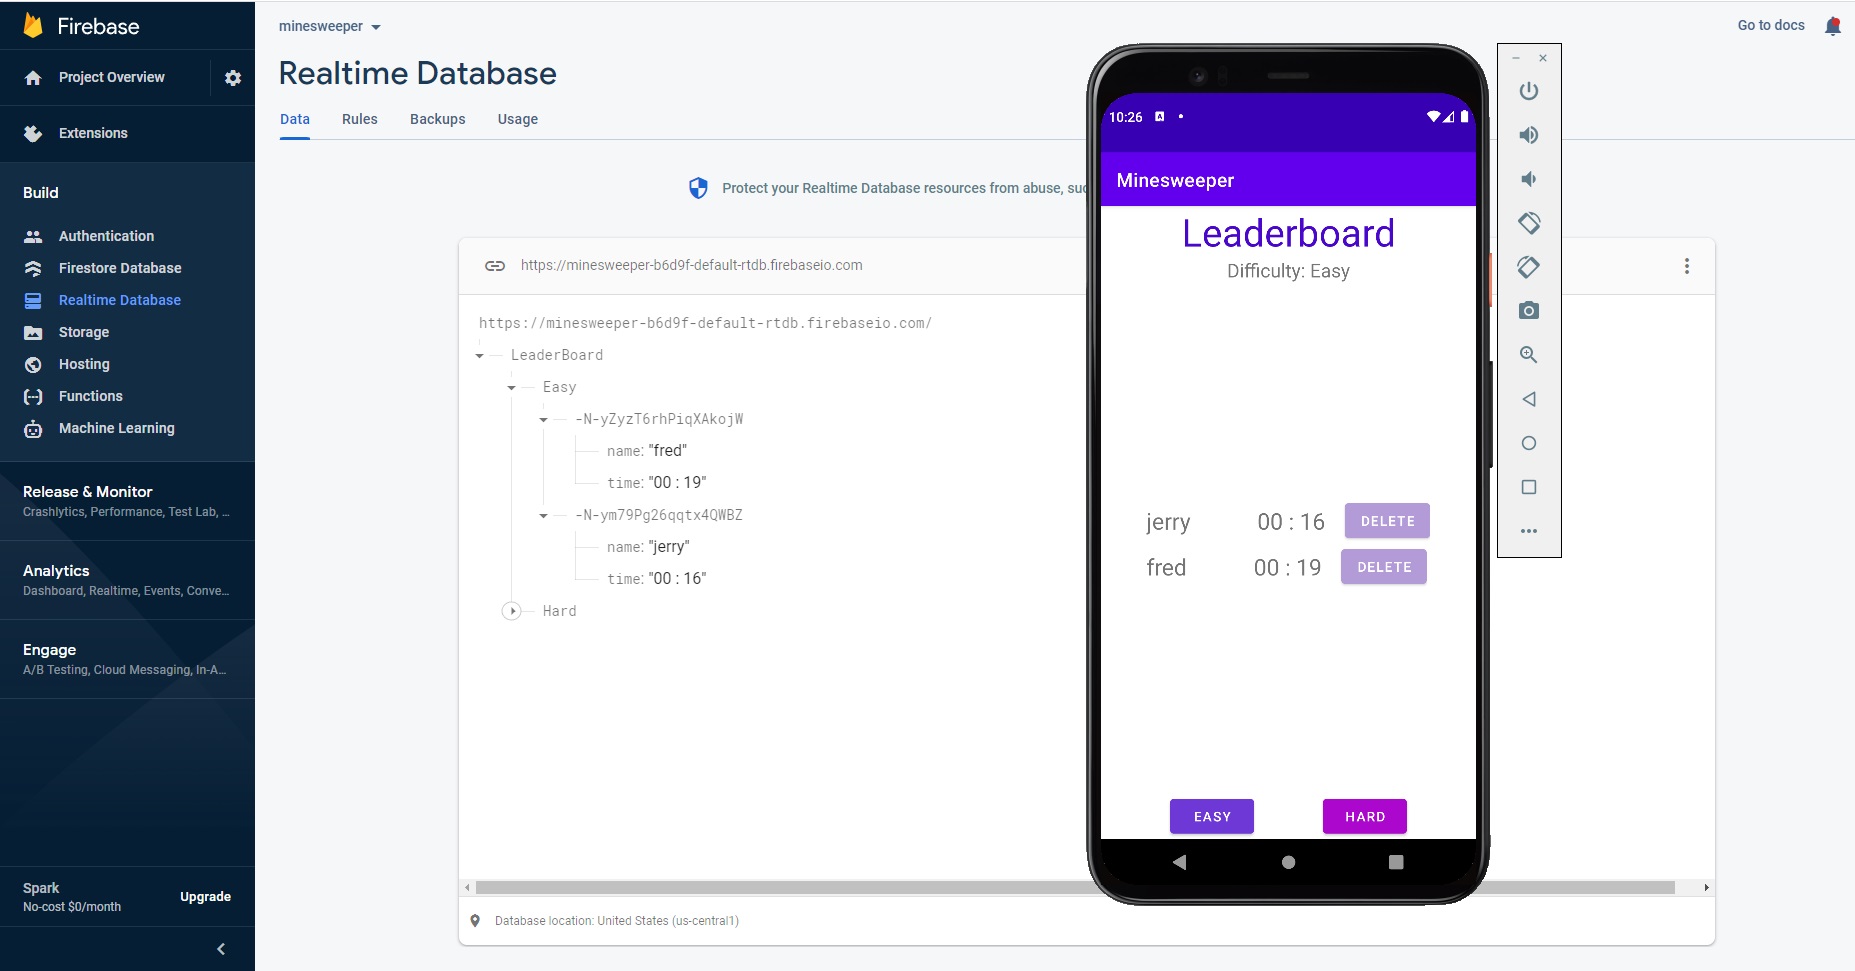 Firebase
Project Overview
Extensions
Build
Authentication
Firestore Database
Realtime Database
Storage
Hosting
Functions
Machine Learning
Release & Monitor
Crashlytics, Performance, Test Lab, ...
Analytics
Dashboard, Realtime, Events, Conve...
Engage
A/B Testing, Cloud Messaging, In-A...
Spark
No-cost $0/month
Upgrade
minesweeper
Go to docs
Realtime Database
Data Rules Backups Usage
Protect your Realtime Database resources from abuse, suc
https://minesweeper-b6d9f-default-rtdb.firebaseio.com
https://minesweeper-b6d9f-default-rtdb.firebaseio.com/
LeaderBoard
Easy
-N-yZyzT6rhPiqXAkojW
name: "fred"
time: "00 : 19"
-N-ym79Pg26qqtx4QWBZ
name: "jerry"
time: "00 : 16"
Hard
Database location: United States (us-central1)
10:26
Minesweeper
Leaderboard
Difficulty: Easy
jerry 00 : 16 DELETE
fred 00 : 19 DELETE
EASY HARD